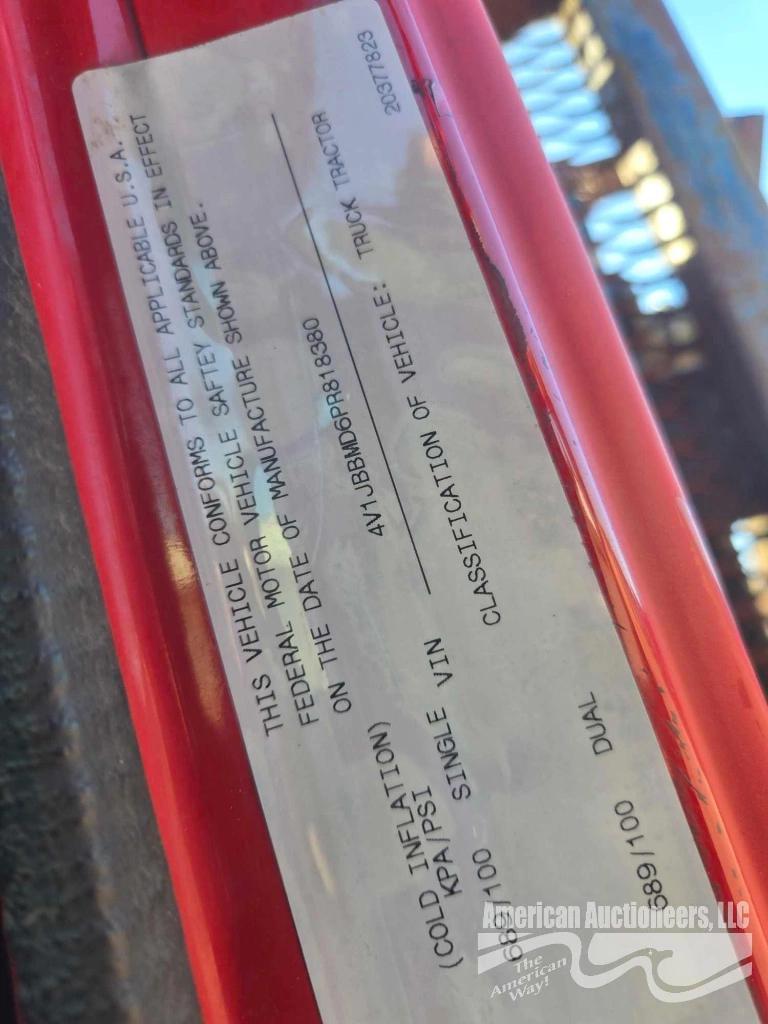 THIS VEHICLE CONFORMS TO ALL APPLICABLE U.S.A.
FEDERAL MOTOR VEHICLE SAFTEY STANDARDS IN EFFECT
ON THE DATE OF MANUFACTURE SHOWN ABOVE.
(COLD INFLATION)
KPA/PSI
689/100 SINGLE VIN 4V1JBBMD6PR818380
CLASSIFICATION OF VEHICLE: TRUCK TRACTOR
689/100 DUAL
20377823
American Auctioneers, LLC
The
American
Way!